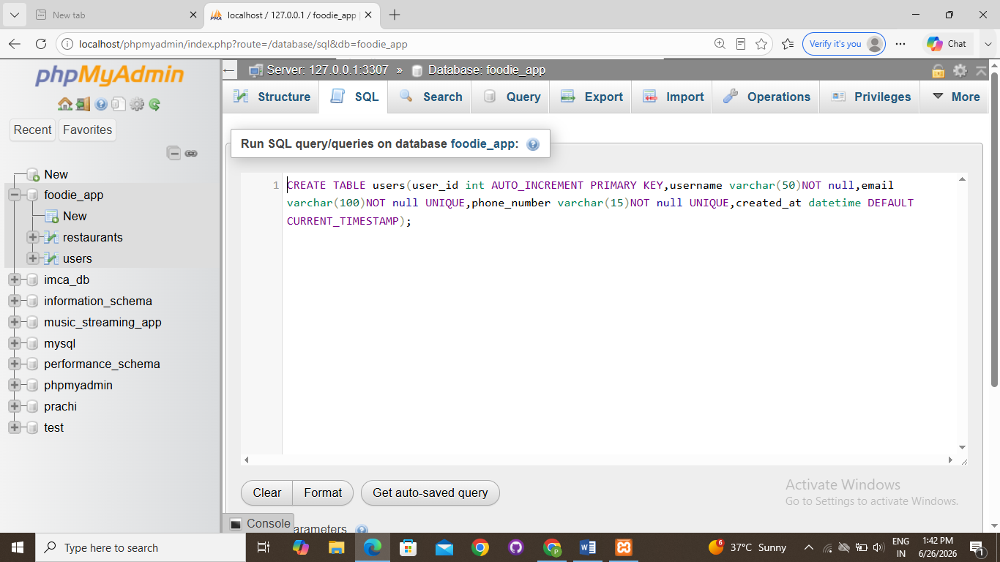 New tab
localhost / 127.0.0.1 / foodie_app
localhost/phpmyadmin/index.php?route=/database/sql&db=foodie_app
Verify it's you
Chat
phpMyAdmin
Recent
Favorites
New
foodie_app
New
restaurants
users
imca_db
information_schema
music_streaming_app
mysql
performance_schema
phpmyadmin
prachi
test
Server: 127.0.0.1:3307 » Database: foodie_app
Structure
SQL
Search
Query
Export
Import
Operations
Privileges
More
Run SQL query/queries on database foodie_app:
1
CREATE TABLE users(user_id int AUTO_INCREMENT PRIMARY KEY,username varchar(50)NOT null,email
varchar(100)NOT null UNIQUE,phone_number varchar(15)NOT null UNIQUE,created_at datetime DEFAULT
CURRENT_TIMESTAMP);
Clear
Format
Get auto-saved query
Activate Windows
Go to Settings to activate Windows.
Console
arameters
Type here to search
6
37°C Sunny
ENG
IN
1:42 PM
6/26/2026
1